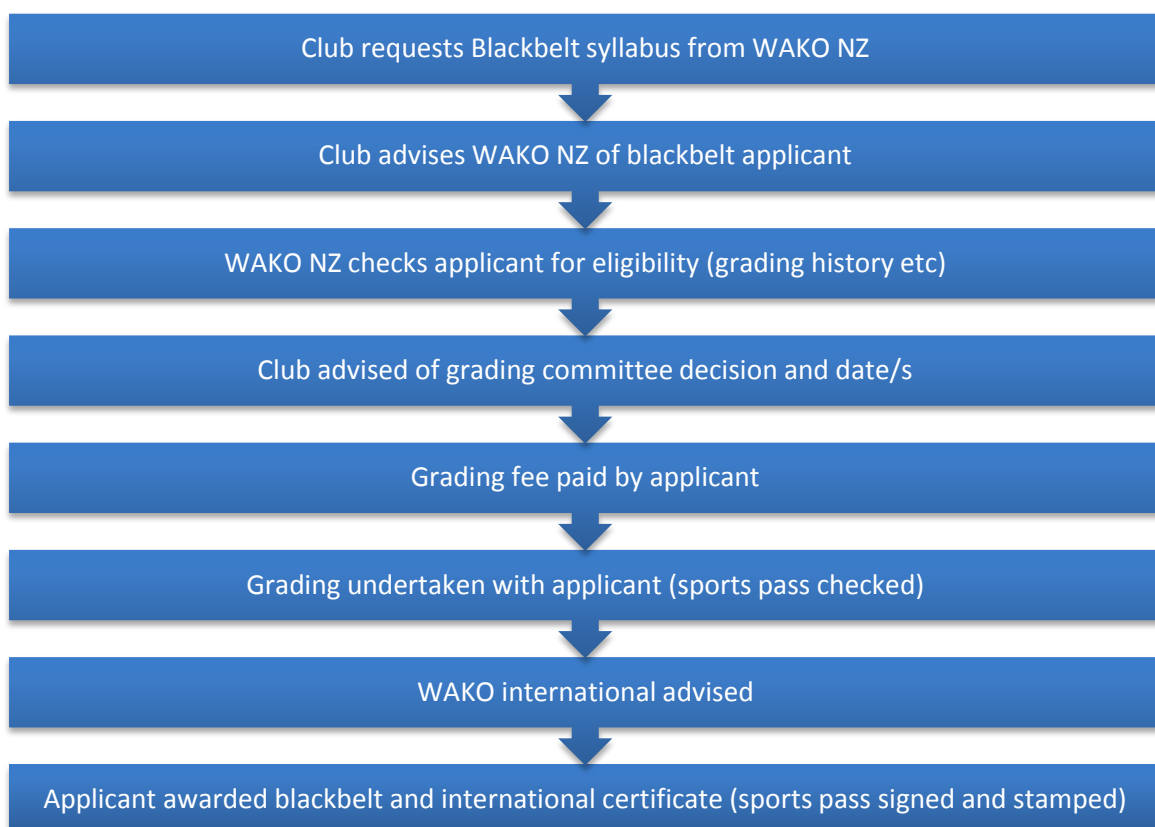 Club requests Blackbelt syllabus from WAKO NZ
Club advises WAKO NZ of blackbelt applicant
WAKO NZ checks applicant for eligibility (grading history etc)
Club advised of grading committee decision and date/s
Grading fee paid by applicant
Grading undertaken with applicant (sports pass checked)
WAKO international advised
Applicant awarded blackbelt and international certificate (sports pass signed and stamped)